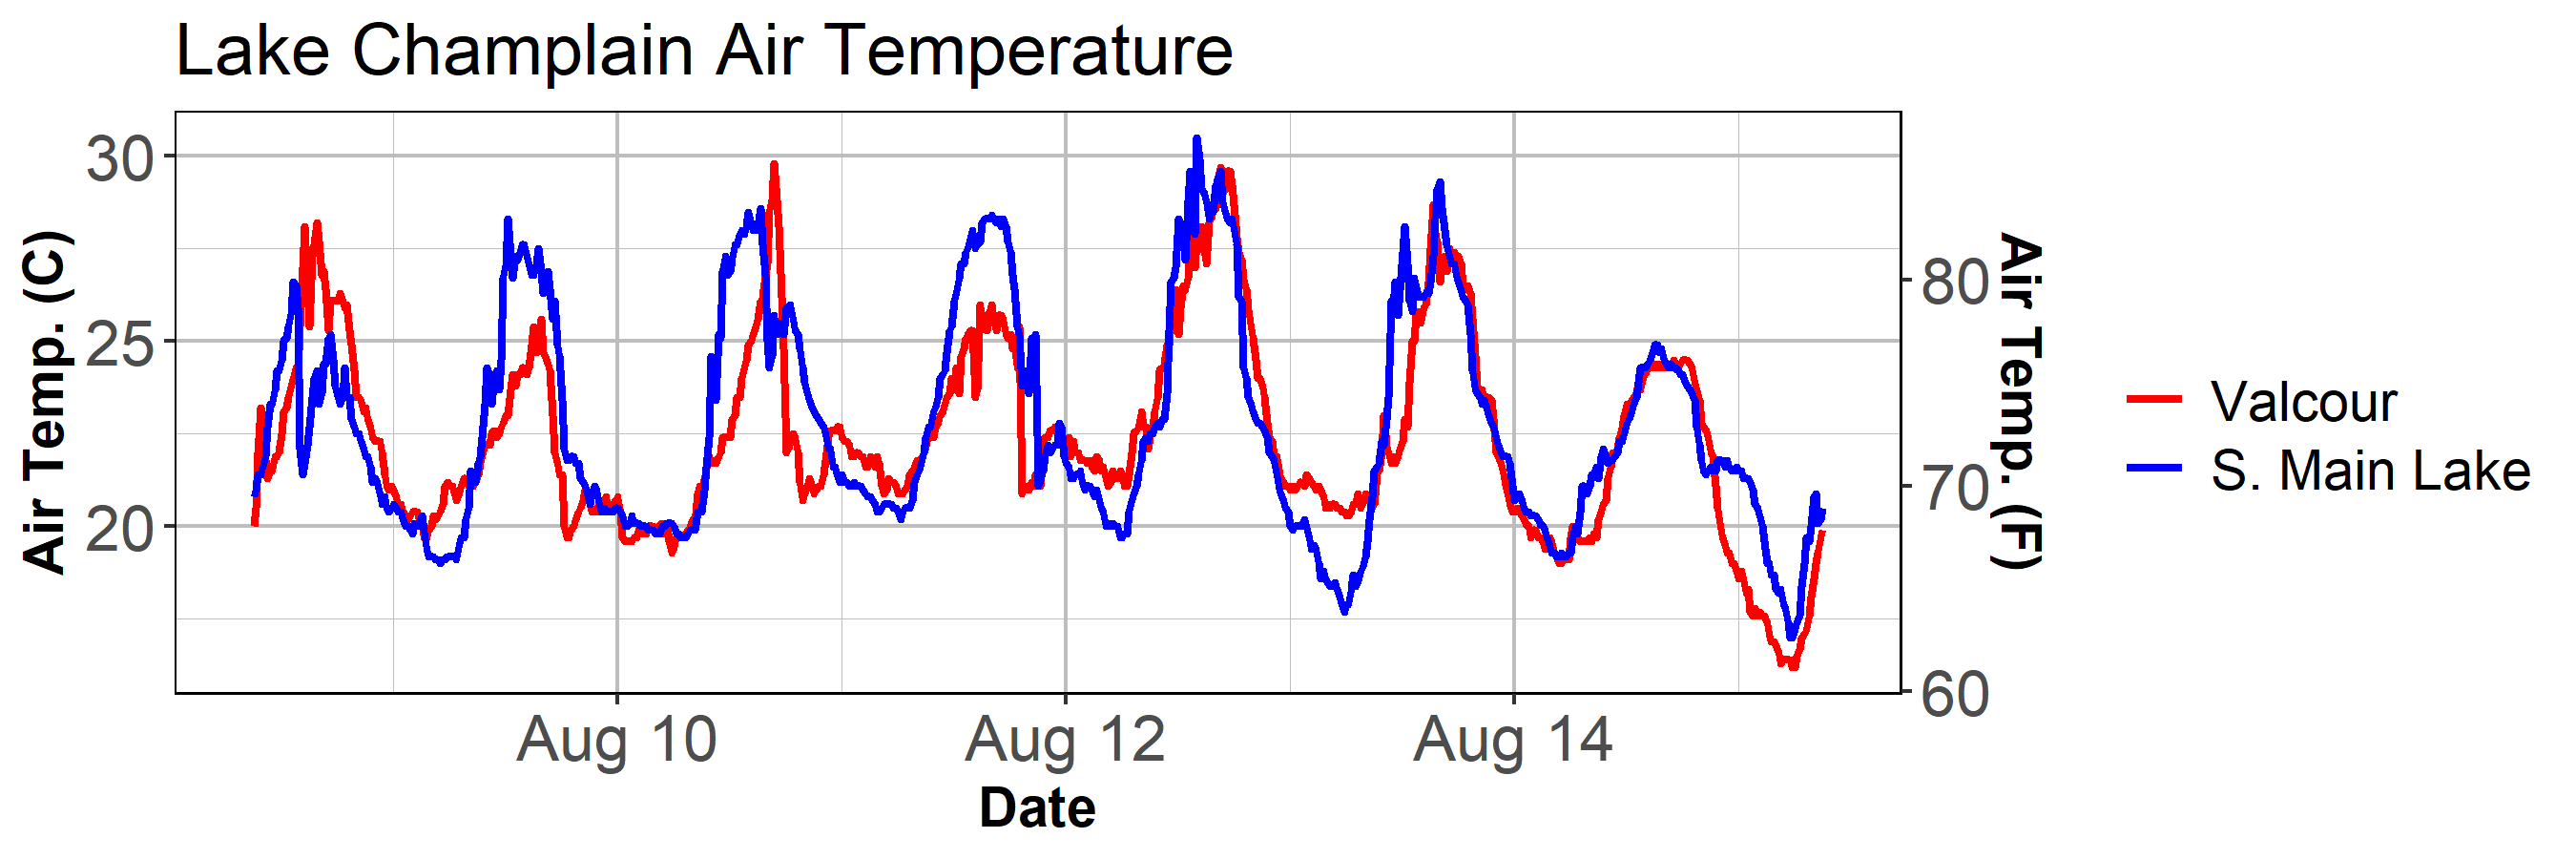 Lake Champlain Air Temperature
Air Temp. (C)
30
25
20
80
70
60
Air Temp. (F)
Aug 10
Aug 12
Aug 14
Date
Valcour
S. Main Lake